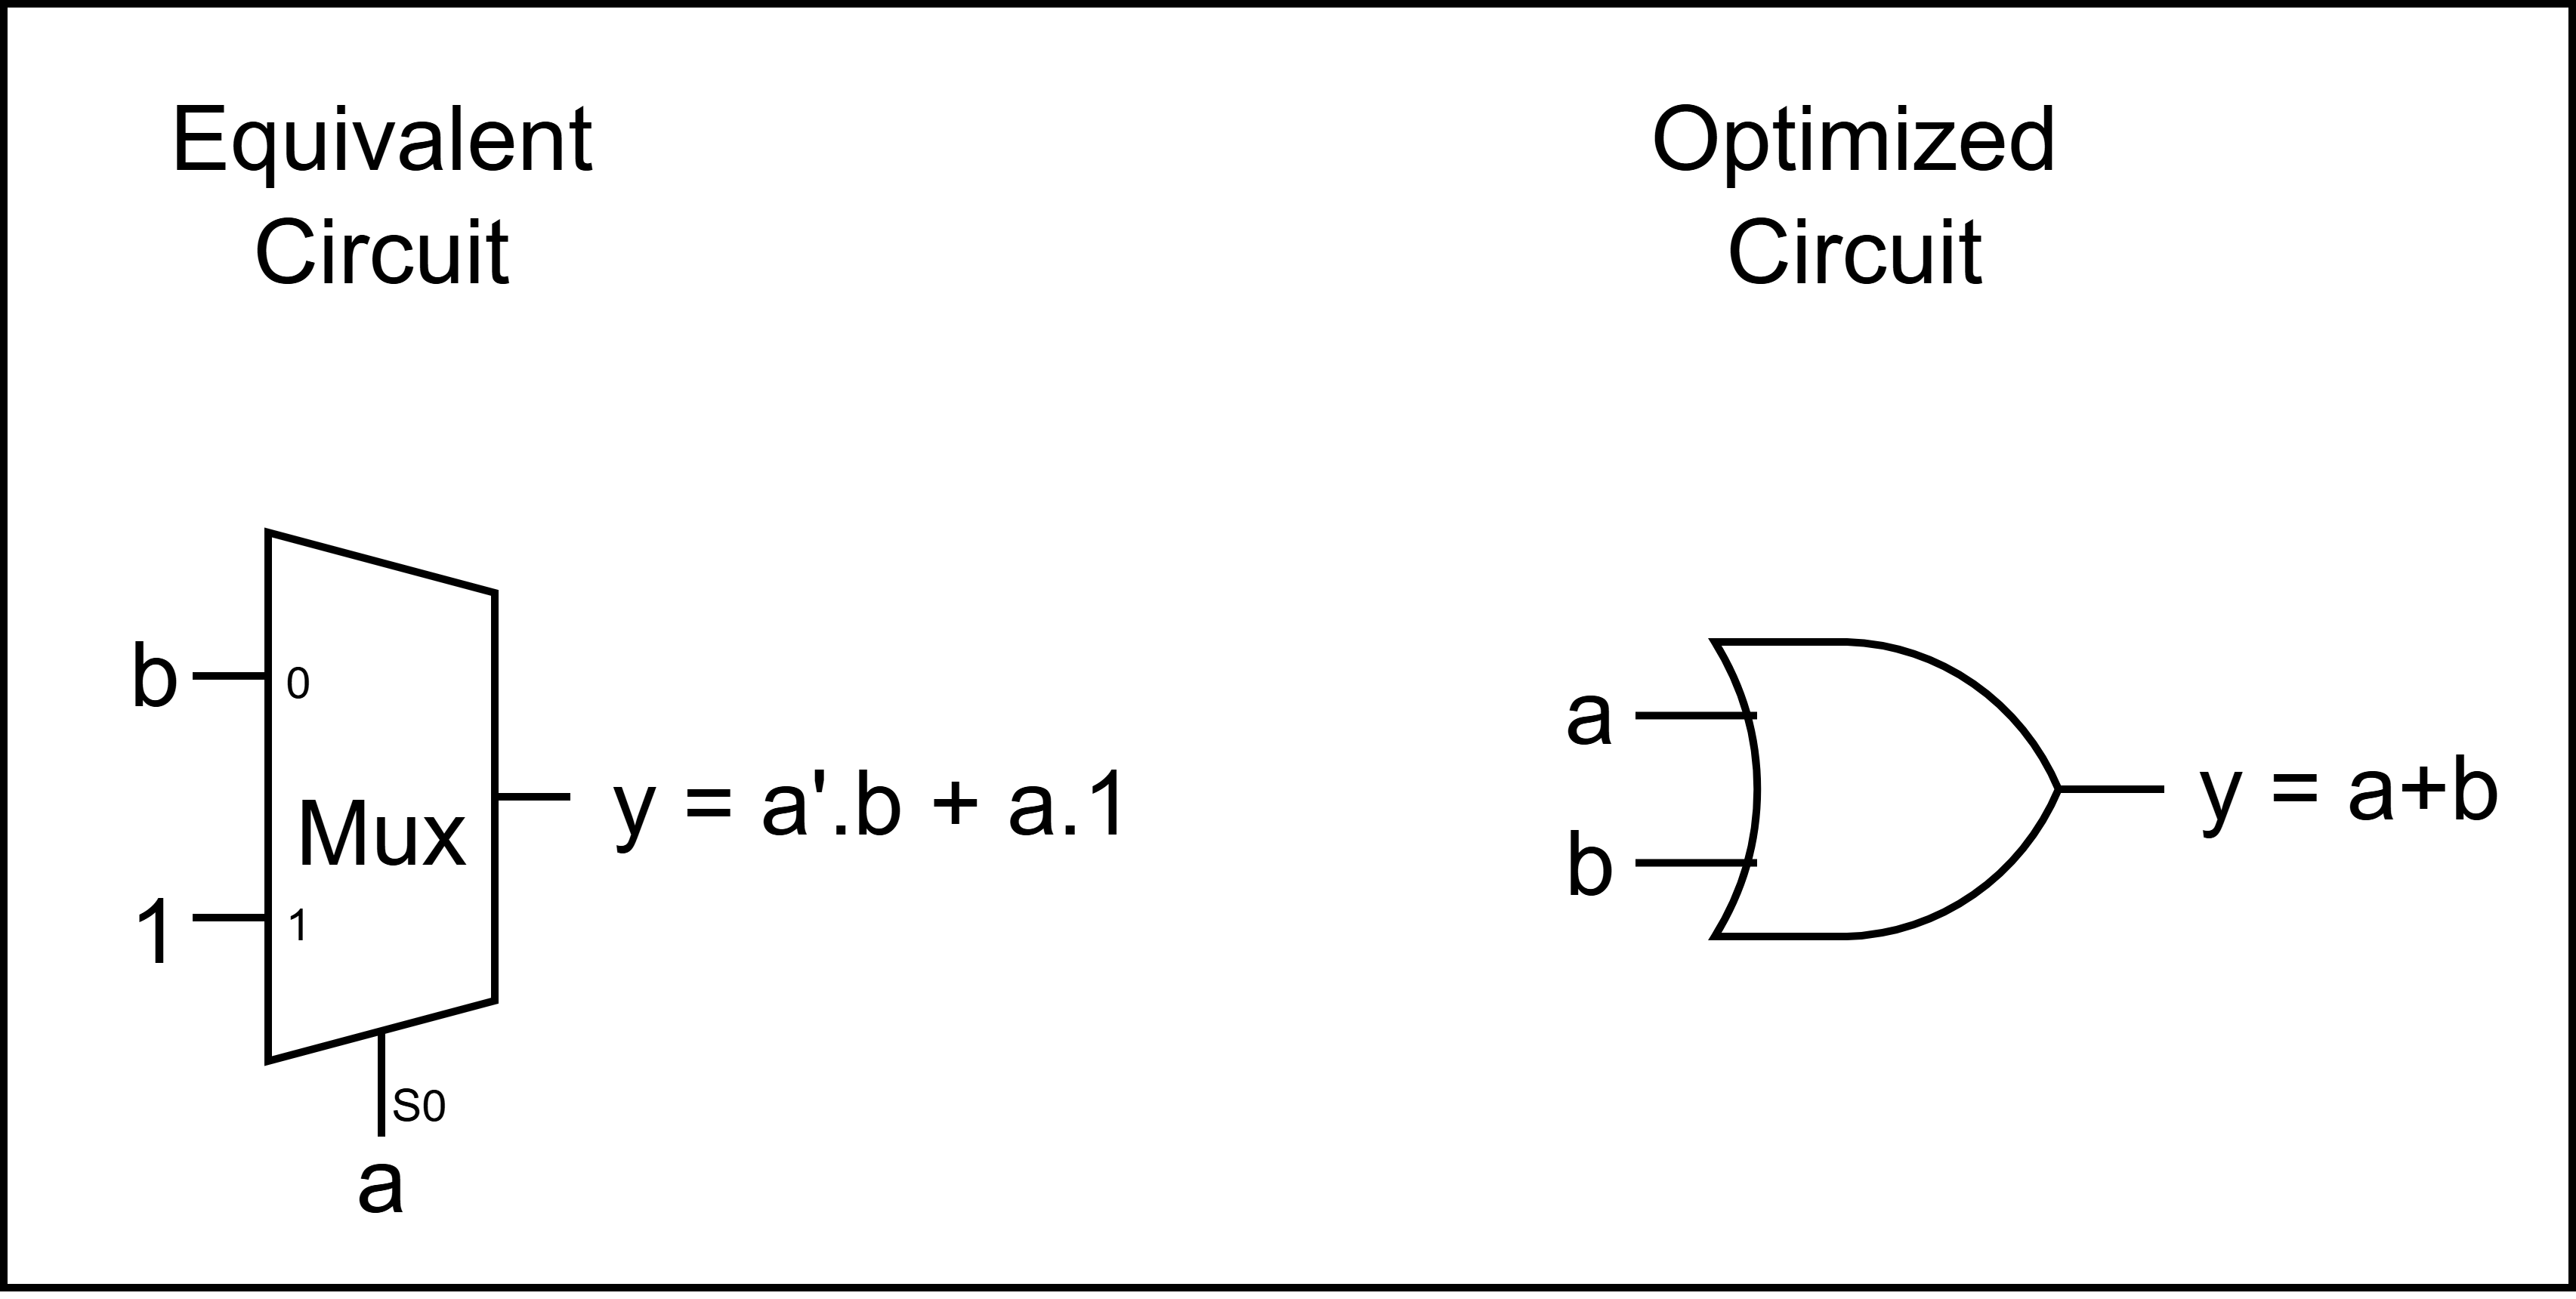 Equivalent
Circuit
b
0
Mux
1
1
S0
a
y = a'.b + a.1
Optimized
Circuit
a
b
y = a+b